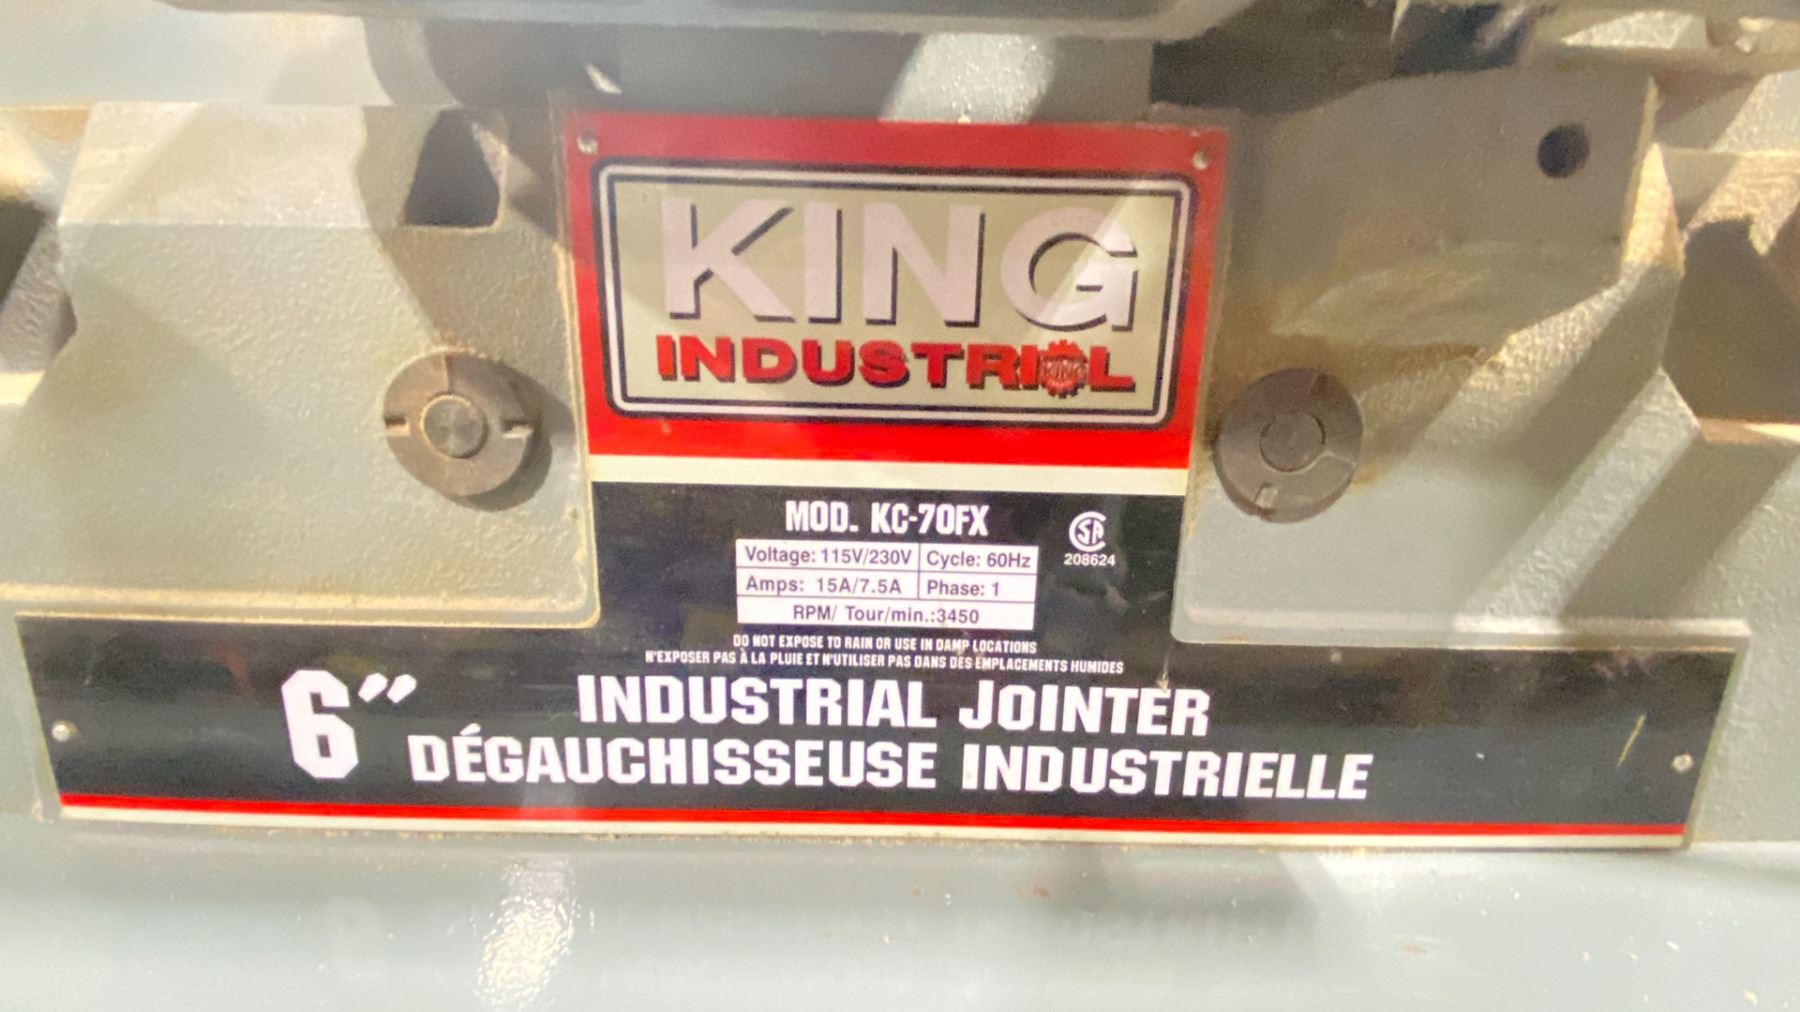 KING
INDUSTRIAL
KING
MOD. KC-70FX
Voltage: 115V/230V Cycle: 60Hz
Amps: 15A/7.5A Phase: 1
RPM/ Tour/min.:3450
SA
208624
DO NOT EXPOSE TO RAIN OR USE IN DAMP LOCATIONS
N'EXPOSER PAS À LA PLUIE ET N'UTILISER PAS DANS DES EMPLACEMENTS HUMIDES
6" INDUSTRIAL JOINTER
DÉGAUCHISSEUSE INDUSTRIELLE